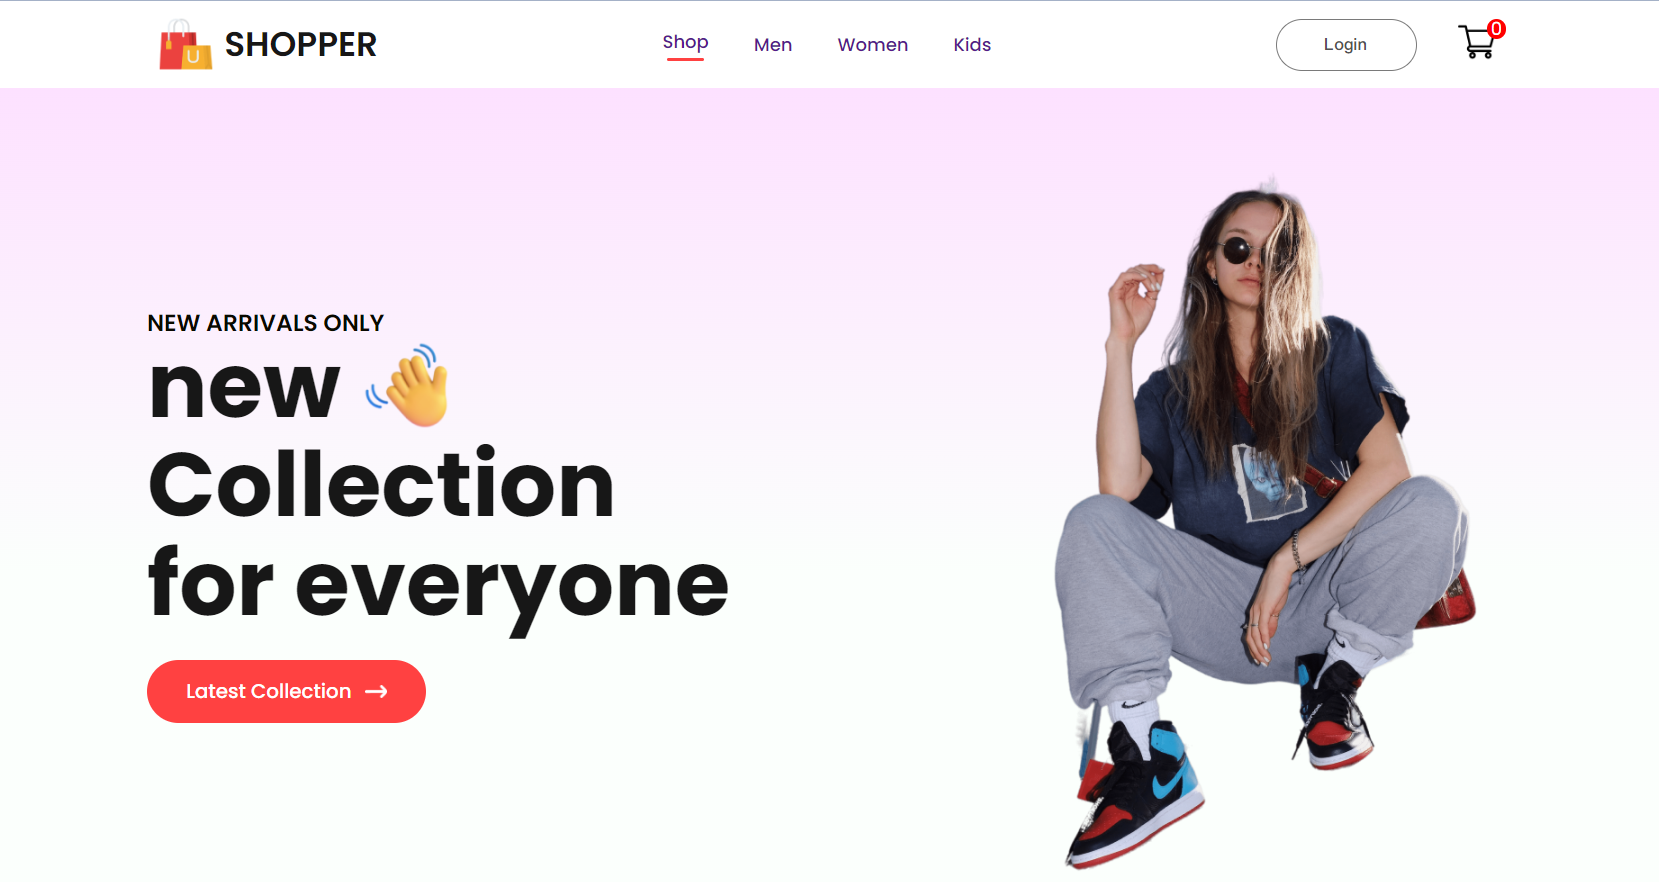 SHOPPER
Shop
Men
Women
Kids
Login
0
NEW ARRIVALS ONLY
new
Collection
for everyone
Latest Collection